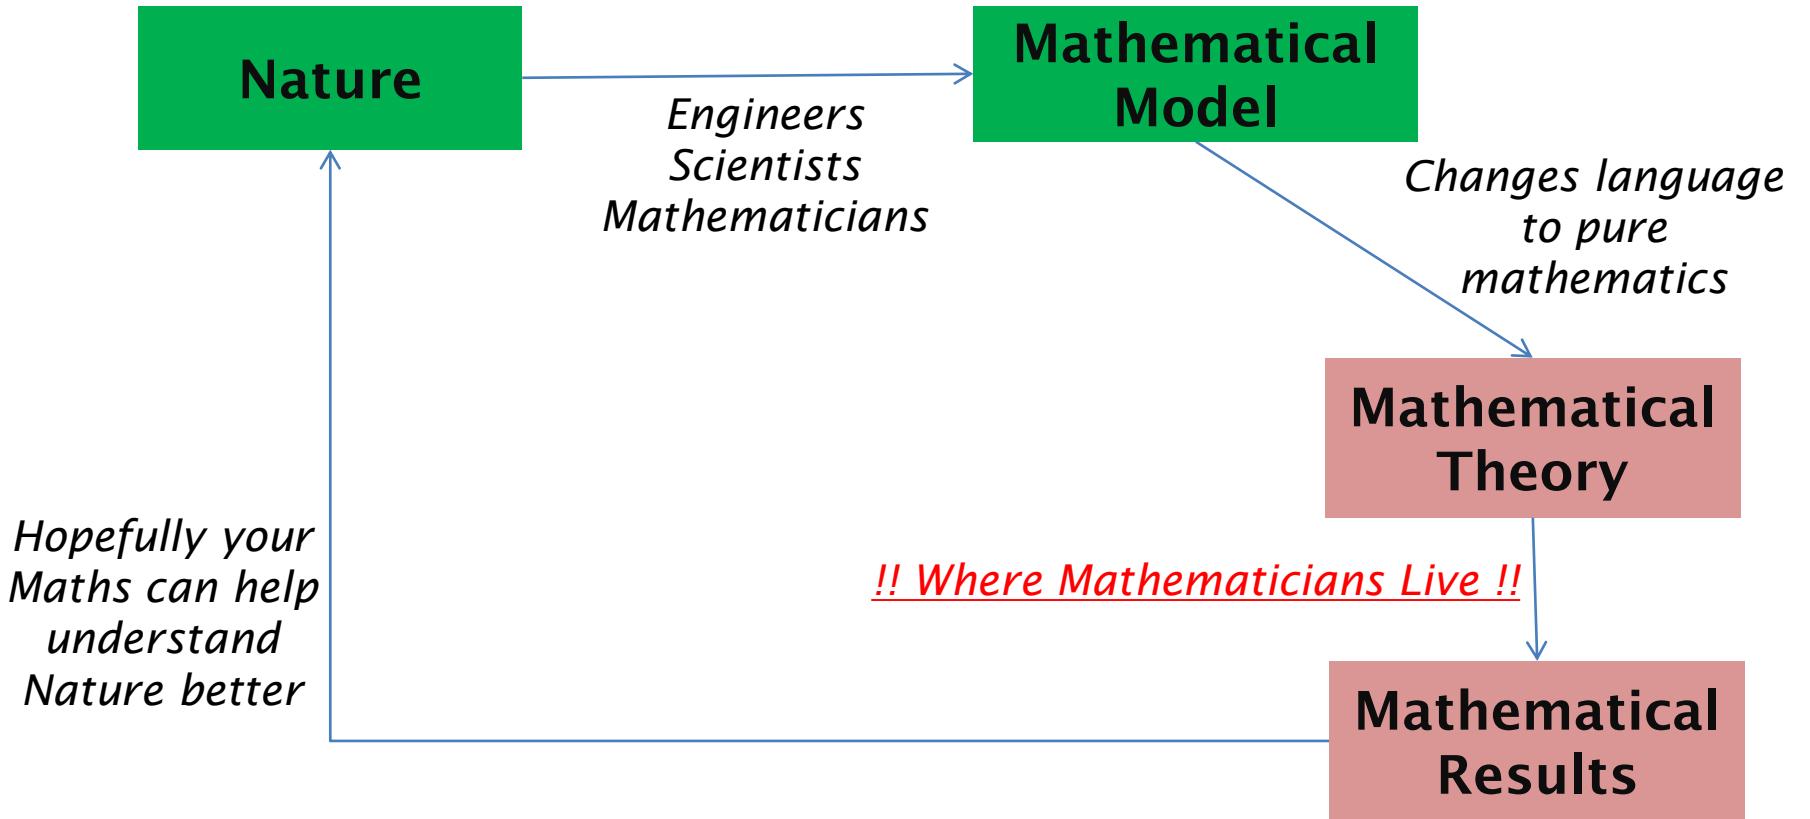 Nature
Mathematical
Model
Engineers
Scientists
Mathematicians
Changes language
to pure
mathematics
Mathematical
Theory
!! Where Mathematicians Live !!
Hopefully your
Maths can help
understand
Nature better
Mathematical
Results